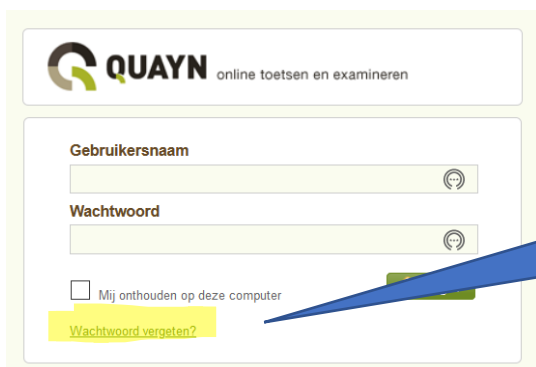 QUAYN online toetsen en examineren
Gebruikersnaam
Wachtwoord
Mij onthouden op deze computer
Wachtwoord vergeten?